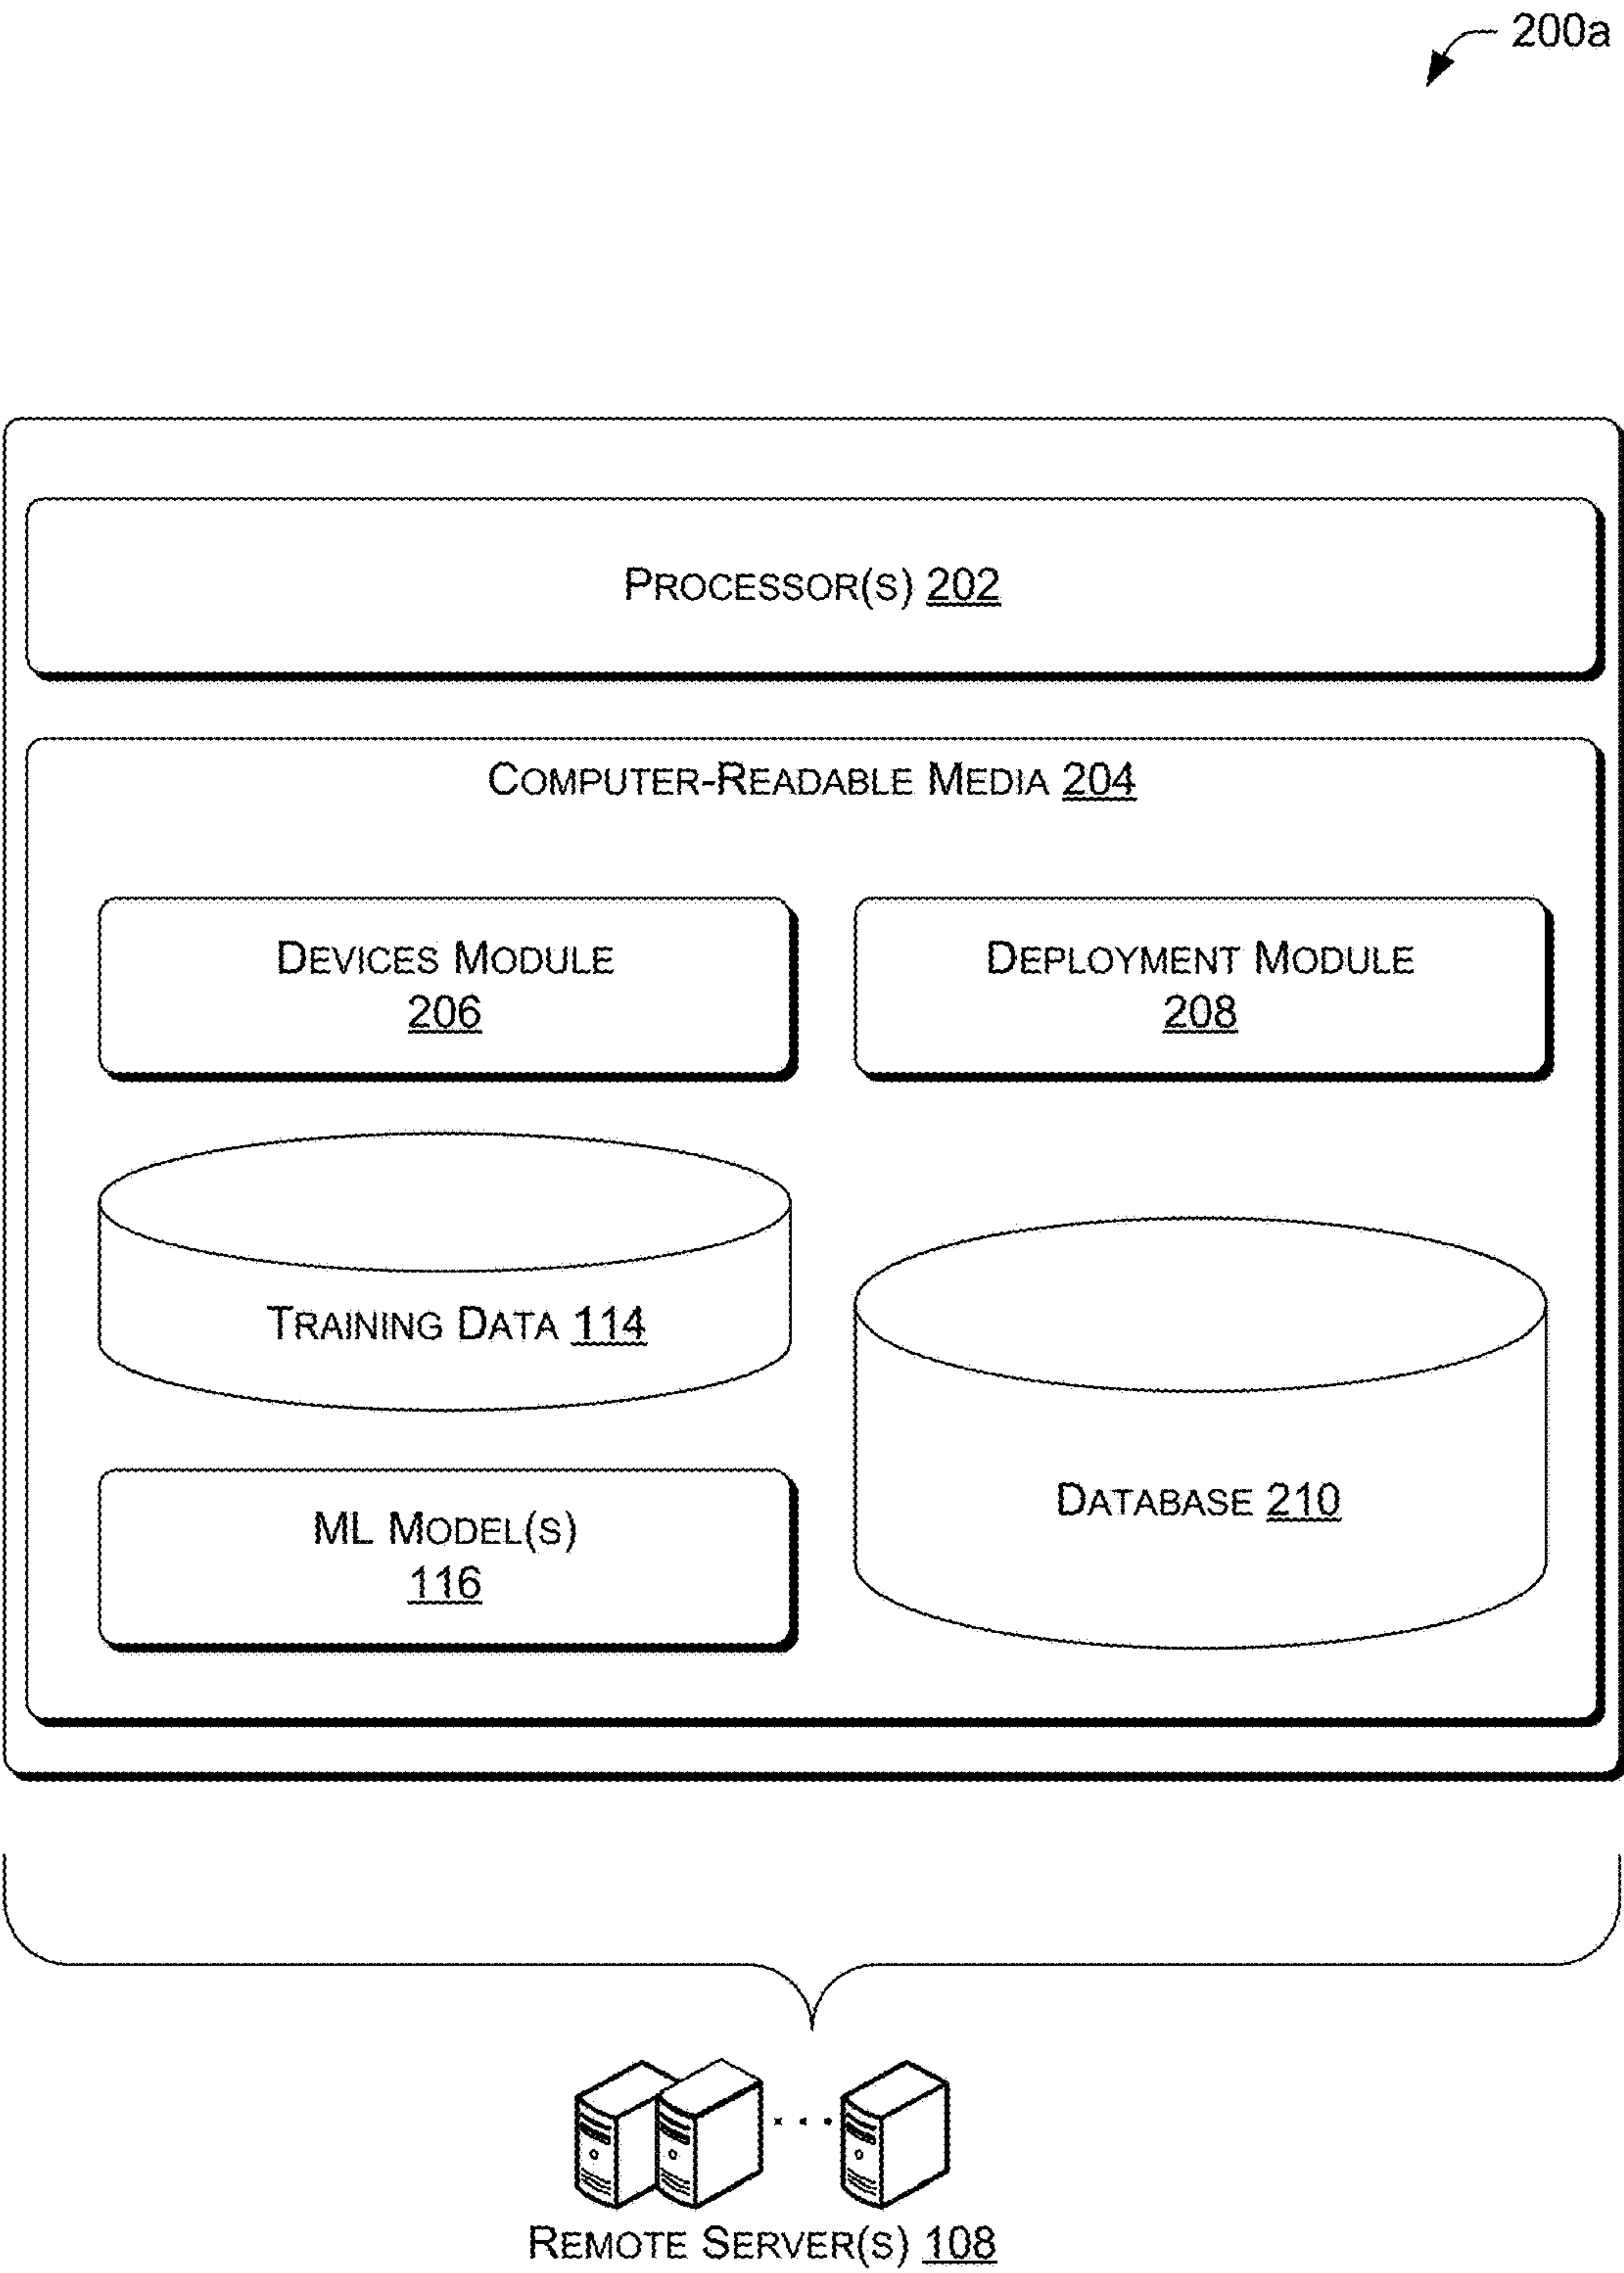 200a
PROCESSOR(S) 202
COMPUTER-READABLE MEDIA 204
DEVICES MODULE
206
DEPLOYMENT MODULE
208
TRAINING DATA 114
DATABASE 210
ML MODEL(S)
116
REMOTE SERVER(S) 108